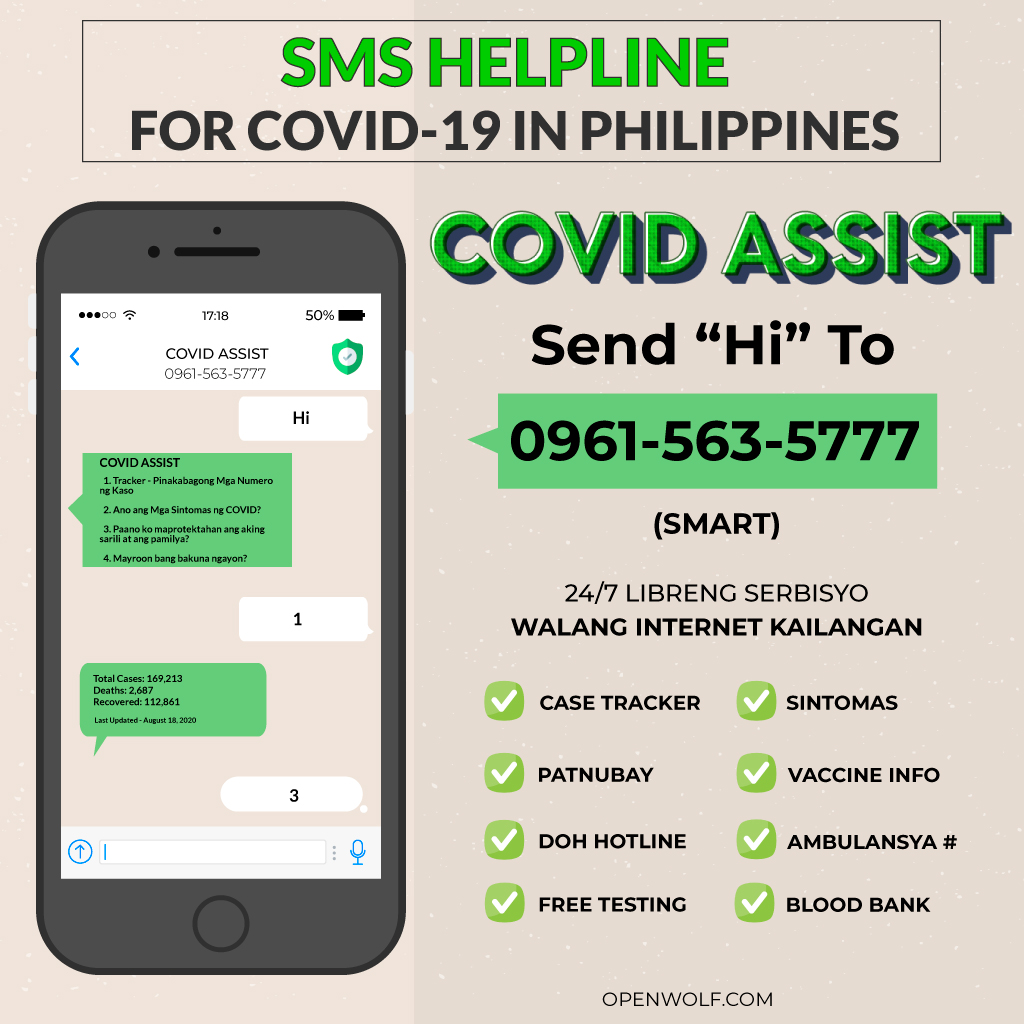 SMS HELPLINE
FOR COVID-19 IN PHILIPPINES
17:18
50%
COVID ASSIST
0961-563-5777
Hi
COVID ASSIST
1. Tracker - Pinakabagong Mga Numero
ng Kaso
2. Ano ang Mga Sintomas ng COVID?
3. Paano ko maprotektahan ang aking
sarili at ang pamilya?
4. Mayroon bang bakuna ngayon?
1
Total Cases: 169,213
Deaths: 2,687
Recovered: 112,861
Last Updated - August 18, 2020
3
COVID ASSIST
Send “Hi” To
0961-563-5777
(SMART)
24/7 LIBRENG SERBISYO
WALANG INTERNET KAILANGAN
CASE TRACKER
SINTOMAS
PATNUBAY
VACCINE INFO
DOH HOTLINE
AMBULANSYA #
FREE TESTING
BLOOD BANK
OPENWOLF.COM